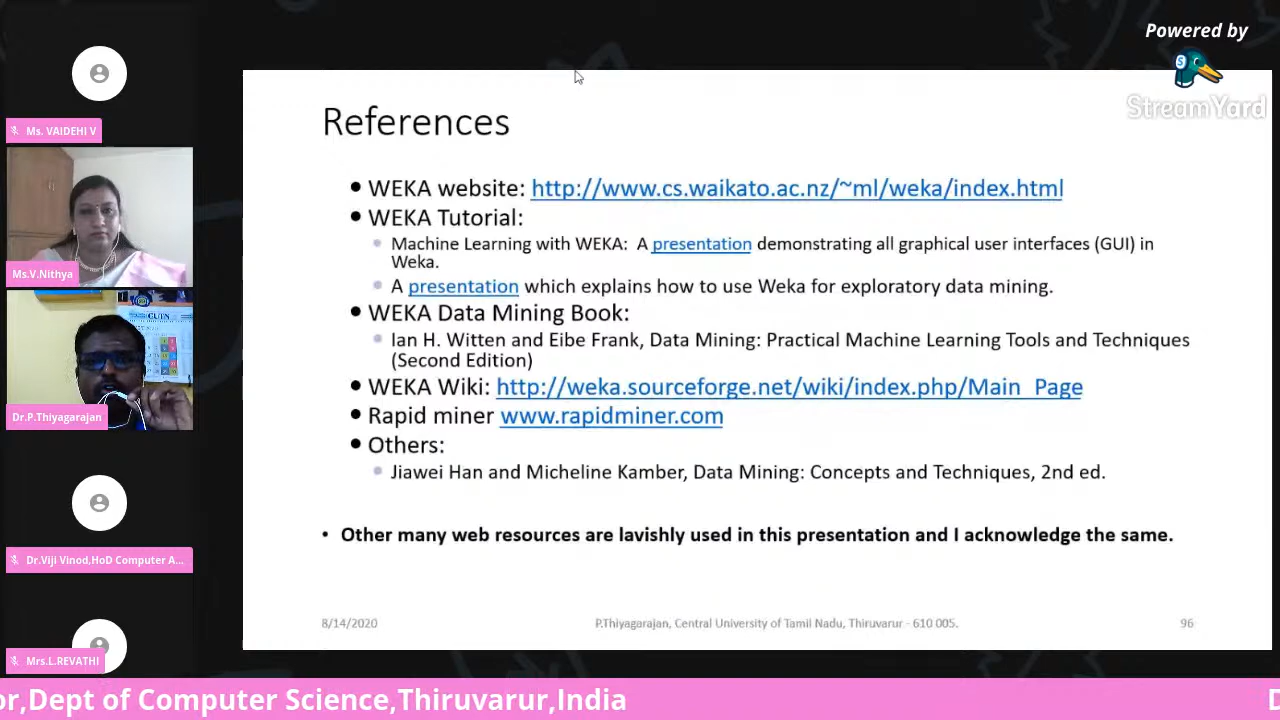 Powered by
StreamYard
Ms. VAIDEHI V
Ms.V.Nithya
Dr.P.Thiyagarajan
Dr.Viji Vinod,HoD Computer A...
Mrs.L.REVATHI
References
• WEKA website: http://www.cs.waikato.ac.nz/~ml/weka/index.html
• WEKA Tutorial:
• Machine Learning with WEKA: A presentation demonstrating all graphical user interfaces (GUI) in
Weka.
• A presentation which explains how to use Weka for exploratory data mining.
• WEKA Data Mining Book:
• Ian H. Witten and Eibe Frank, Data Mining: Practical Machine Learning Tools and Techniques
(Second Edition)
• WEKA Wiki: http://weka.sourceforge.net/wiki/index.php/Main_Page
• Rapid miner www.rapidminer.com
• Others:
• Jiawei Han and Micheline Kamber, Data Mining: Concepts and Techniques, 2nd ed.
• Other many web resources are lavishly used in this presentation and I acknowledge the same.
8/14/2020
P.Thiyagarajan, Central University of Tamil Nadu, Thiruvarur - 610 005.
96
or,Dept of Computer Science,Thiruvarur,India
D